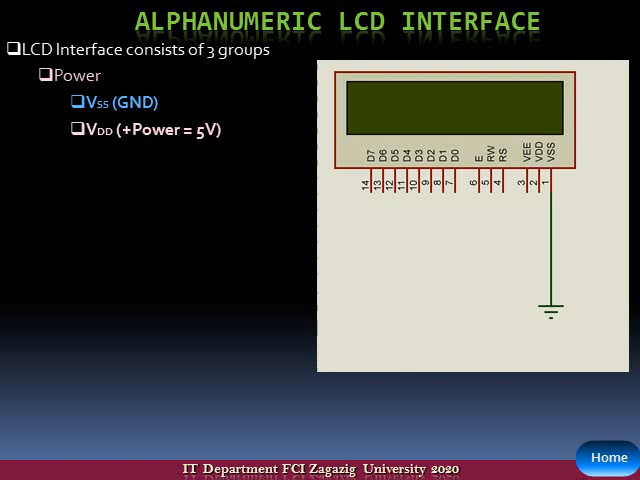 ALPHANUMERIC LCD INTERFACE
❑LCD Interface consists of 3 groups
❑Power
❑VSS (GND)
❑VDD (+Power = 5V)
D7 D6 D5 D4 D3 D2 D1 D0 E RW RS VEE VDD VSS
14 13 12 11 10 9 8 7 6 5 4 3 2 1
Home
IT Department FCI Zagazig University 2020